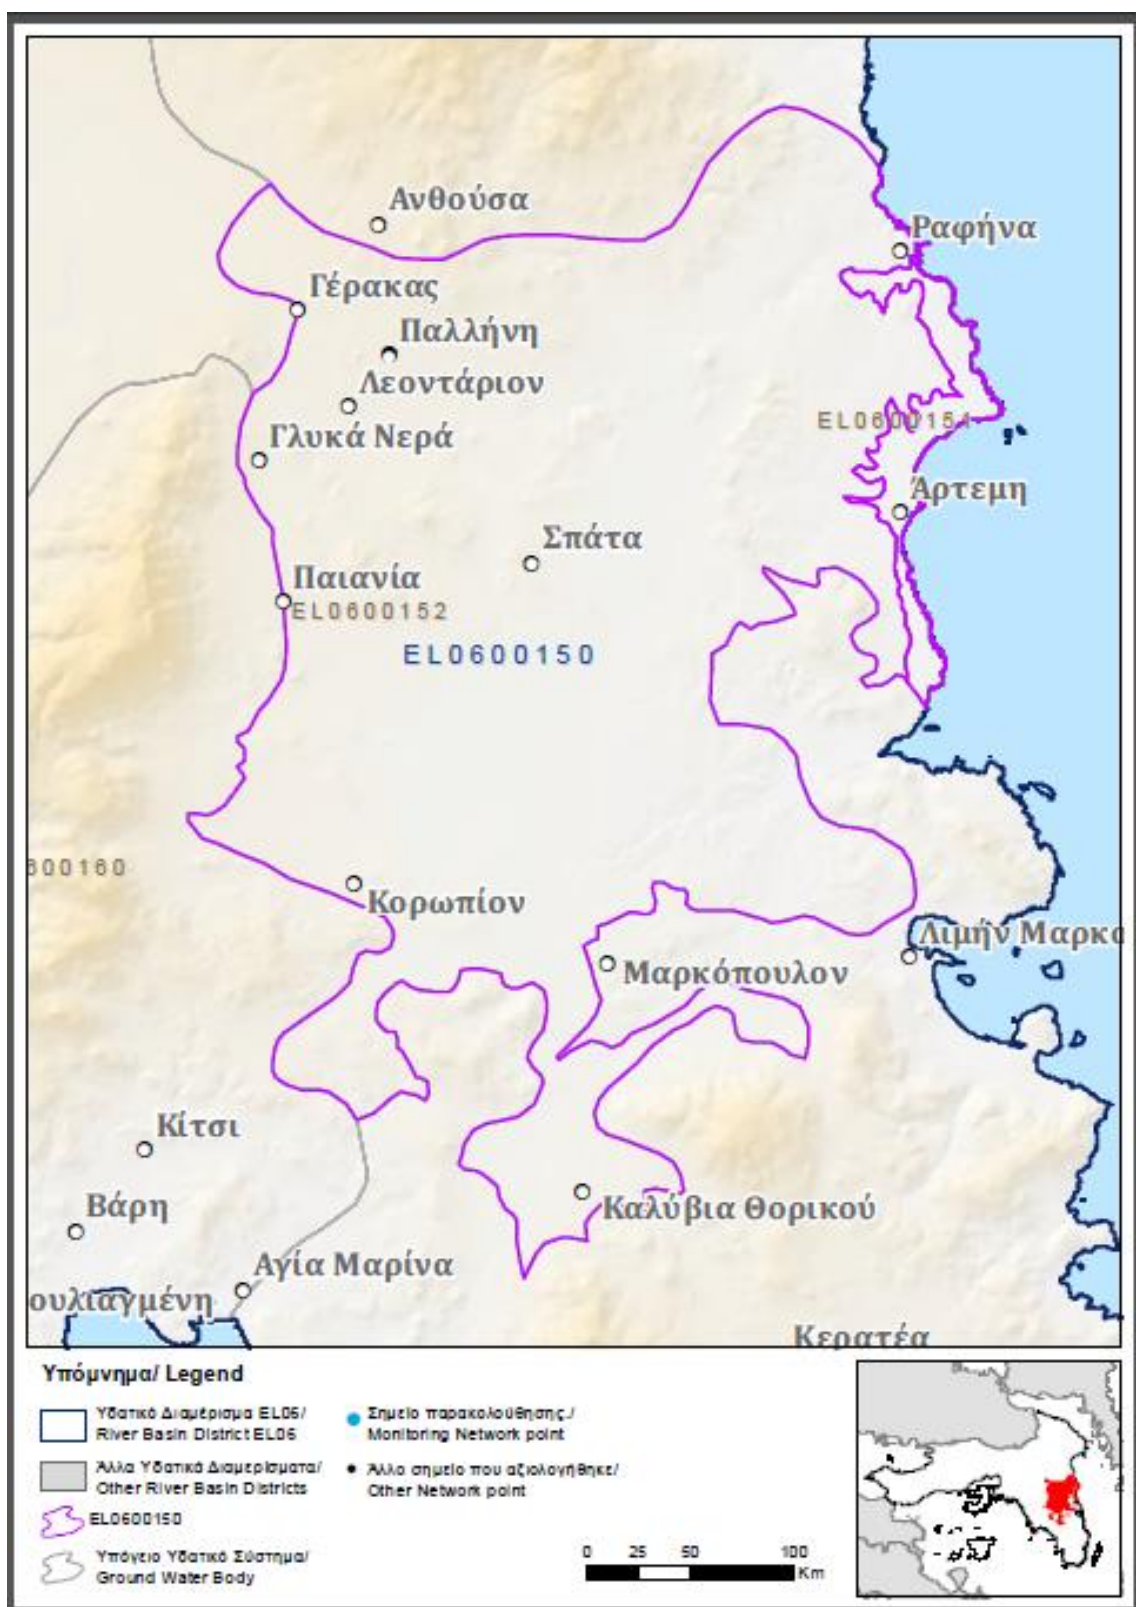 Ανθούσα
Ραφήνα
Γέρακας
Παλλήνη
Λεοντάριον
EL0600154
Γλυκά Νερά
Άρτεμη
Σπάτα
Παιανία
EL0600152
EL0600150
600160
Κορωπίον
Λιμήν Μαρκο
Μαρκόπουλον
Κίτσι
Βάρη
Καλύβια Θορικού
Αγία Μαρίνα
ουλιαγμένη
Κερατέα
Υπόμνημα/ Legend
Υδατικό Διαμέρισμα EL06/
River Basin District EL06
Άλλα Υδατικά Διαμερίσματα/
Other River Basin Districts
EL0600150
Υπόγειο Υδατικό Σύστημα/
Ground Water Body
Σημείο παρακολούθησης./
Monitoring Network point
Άλλο σημείο που αξιολογήθηκε/
Other Network point
0 25 50 100
Km